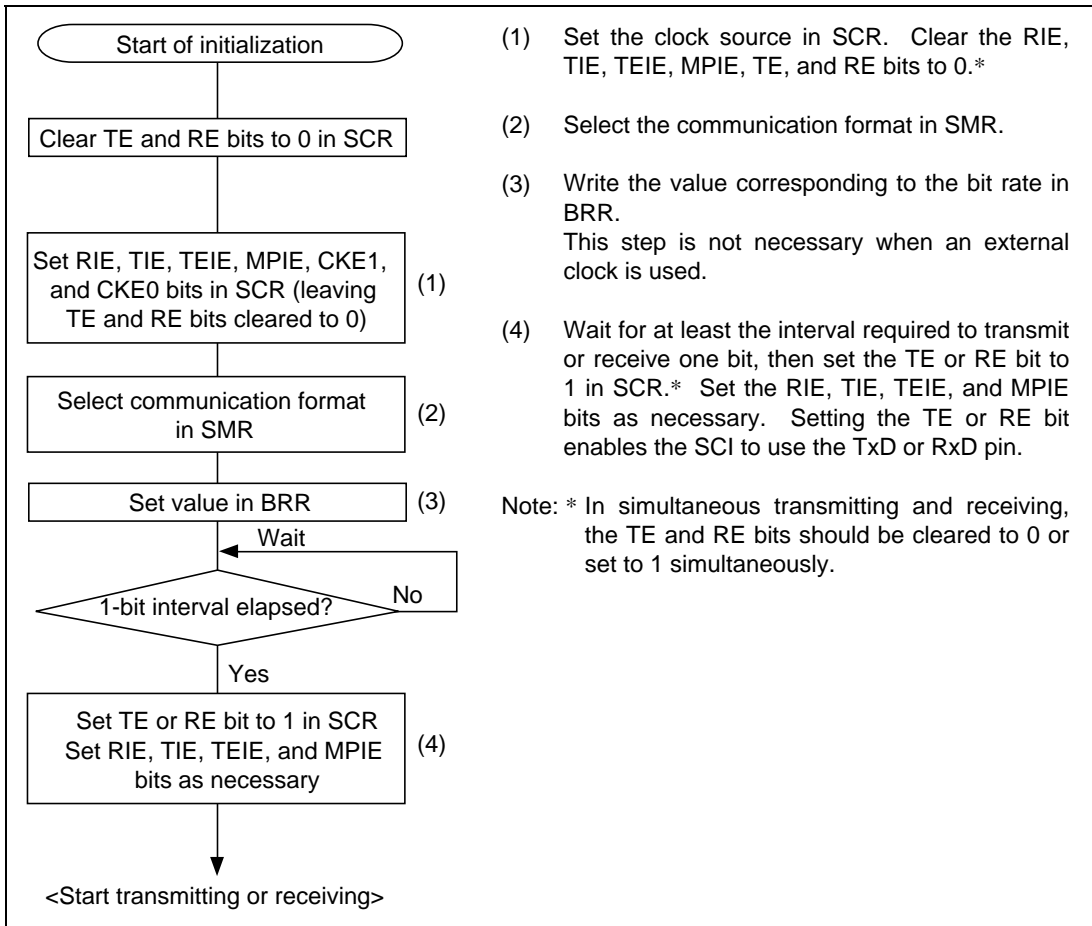 Start of initialization
Clear TE and RE bits to 0 in SCR
Set RIE, TIE, TEIE, MPIE, CKE1,
and CKE0 bits in SCR (leaving
TE and RE bits cleared to 0)
(1)
Select communication format
in SMR
(2)
Set value in BRR
(3)
Wait
1-bit interval elapsed?
No
Yes
Set TE or RE bit to 1 in SCR
Set RIE, TIE, TEIE, and MPIE
bits as necessary
(4)
<Start transmitting or receiving>
(1) Set the clock source in SCR. Clear the RIE,
TIE, TEIE, MPIE, TE, and RE bits to 0.*
(2) Select the communication format in SMR.
(3) Write the value corresponding to the bit rate in
BRR.
This step is not necessary when an external
clock is used.
(4) Wait for at least the interval required to transmit
or receive one bit, then set the TE or RE bit to
1 in SCR.* Set the RIE, TIE, TEIE, and MPIE
bits as necessary. Setting the TE or RE bit
enables the SCI to use the TxD or RxD pin.
Note: * In simultaneous transmitting and receiving,
the TE and RE bits should be cleared to 0 or
set to 1 simultaneously.